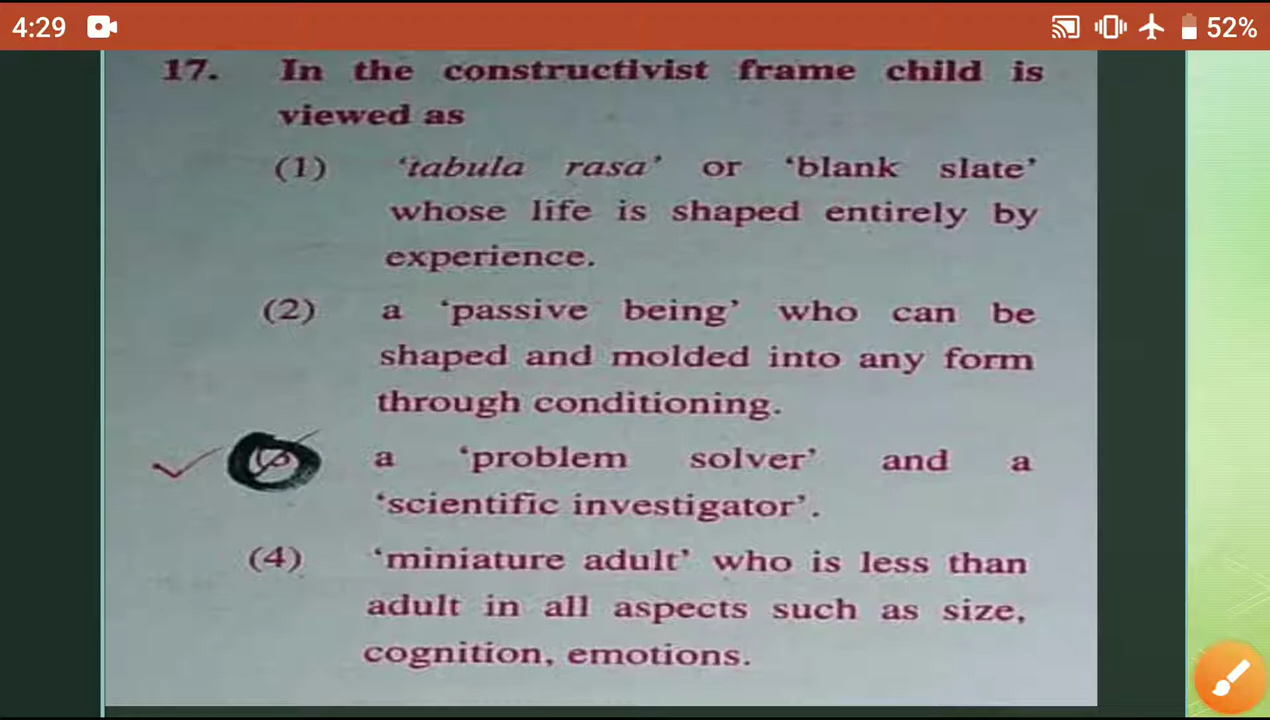 4:29
52%
17. In the constructivist frame child is
viewed as
(1) ‘tabula rasa’ or ‘blank slate’
whose life is shaped entirely by
experience.
(2) a ‘passive being’ who can be
shaped and molded into any form
through conditioning.
a ‘problem solver’ and a
‘scientific investigator’.
(4) ‘miniature adult’ who is less than
adult in all aspects such as size,
cognition, emotions.